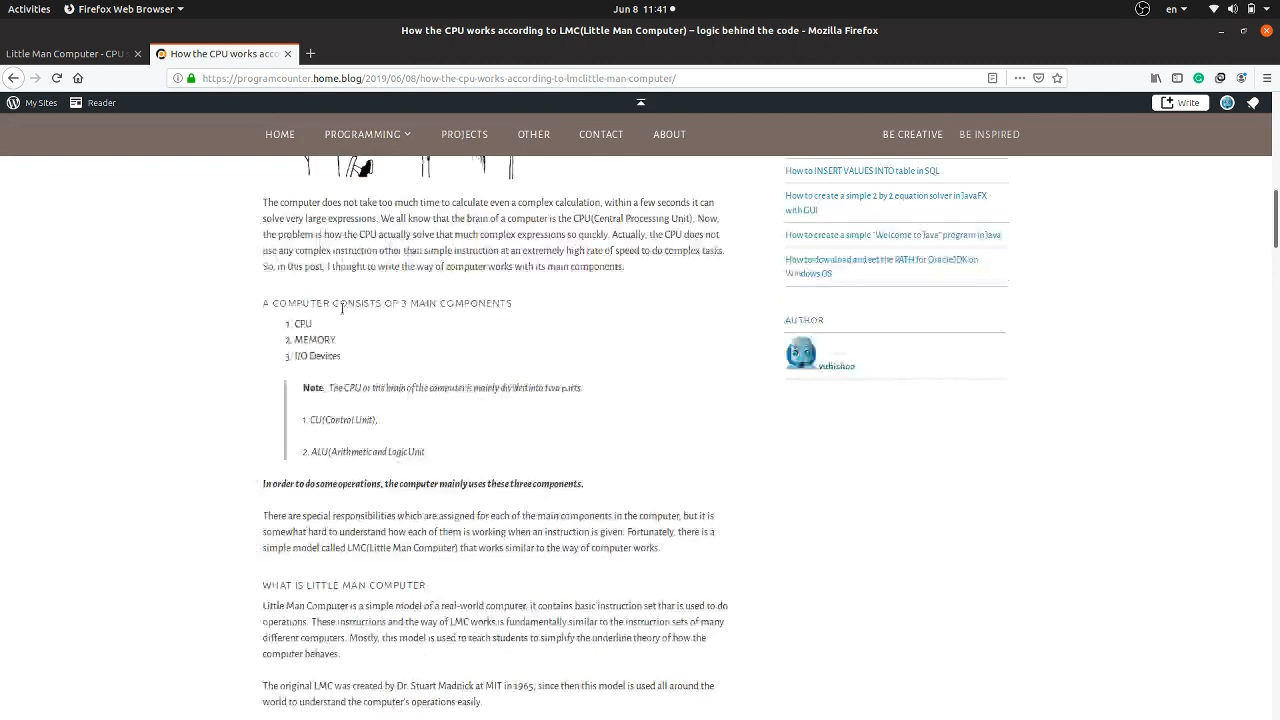 Activities
Firefox Web Browser
Jun 8 11:41
en
How the CPU works according to LMC(Little Man Computer) – logic behind the code - Mozilla Firefox
Little Man Computer - CPU
How the CPU works acco
https://programcounter.home.blog/2019/06/08/how-the-cpu-works-according-to-lmclittle-man-computer/
My Sites
Reader
Write
HOME
PROGRAMMING
PROJECTS
OTHER
CONTACT
ABOUT
BE CREATIVE
BE INSPIRED
The computer does not take too much time to calculate even a complex calculation, within a few seconds it can
solve very large expressions. We all know that the brain of a computer is the CPU(Central Processing Unit), Now,
the problem is how the CPU actually solve that much complex expressions so quickly. Actually, the CPU does not
use any complex instruction other that simple instruction at an extremely high rate of speed to do complex tasks.
So, in this post, I thought to write the way of computer works with its main components.
A COMPUTER CONSISTS OF 3 MAIN COMPONENTS
1. CPU
2. MEMORY
3. I/O Devices
Note The CPU or the brain of the computer is mainly divided into two parts.
1. CU(Control Unit),
2. ALU(Arithmetic and Logic Unit
In order to do some operations, the computer mainly uses these three components.
There are special responsibilities which are assigned for each of the main components in the computer, but it is
somewhat hard to understand how each of them is working when an instruction is given. Fortunately, there is a
simple model called LMC(Little Man Computer) that works similar to the way of computer works.
WHAT IS LITTLE MAN COMPUTER
Little Man Computer is a simple model of a real-world computer, it contains basic instruction set that is used to do
operations. These instructions and the way of LMC works is fundamentally similar to the instruction sets of many
different computers. Mostly, this model is used to teach students to simplify the underline theory of how the
computer behaves.
The original LMC was created by Dr. Stuart Madnick at MIT in 1965, since then this model is used all around the
world to understand the computer's operations easily.
How to INSERT VALUES INTO table in SQL
How to create a simple 2 by 2 equation solver in JavaFX
with GUI
How to create a simple "Welcome to Java" program in Java
How to download and set the PATH for Oracle JDK on
Windows OS
AUTHOR